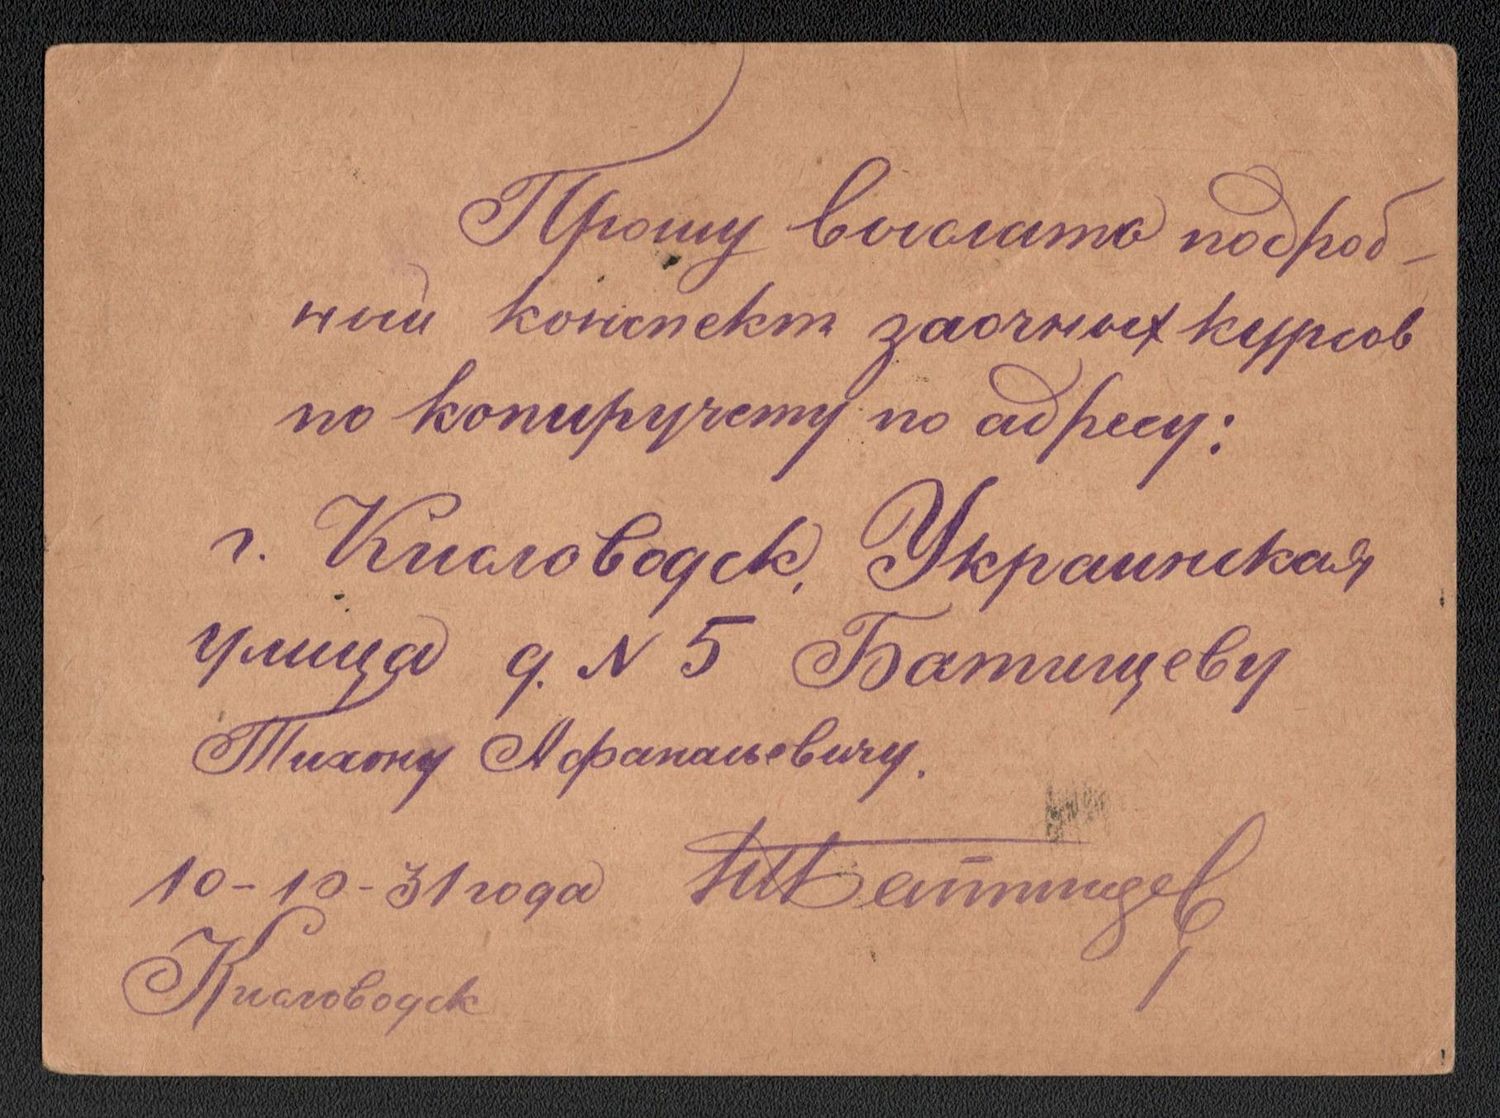 Прошу выслать подроб-
ный конспект заочных курсов
по копиручету по адресу:
г. Кисловодск, Украинская
улица д. N 5 Батищеву
Тихону Афанасьевичу.
10-10-31 года ТБатищев
Кисловодск